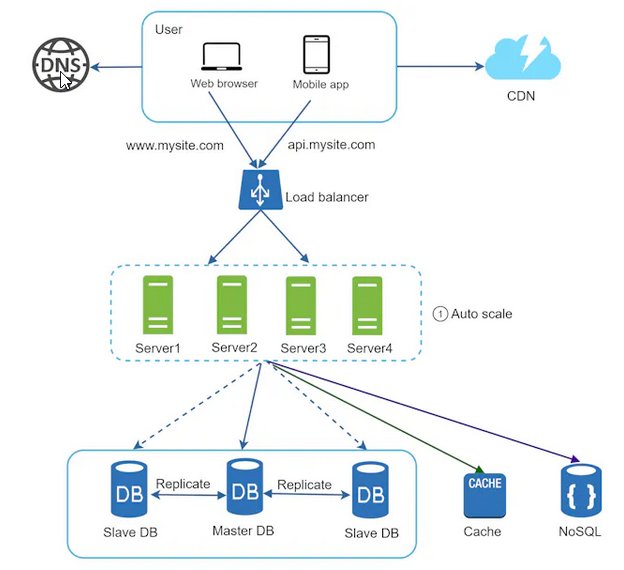 User
DNS
Web browser
Mobile app
CDN
www.mysite.com
api.mysite.com
Load balancer
Server1
Server2
Server3
Server4
1 Auto scale
DB
Replicate
DB
Replicate
DB
CACHE
{ }
Slave DB
Master DB
Slave DB
Cache
NoSQL